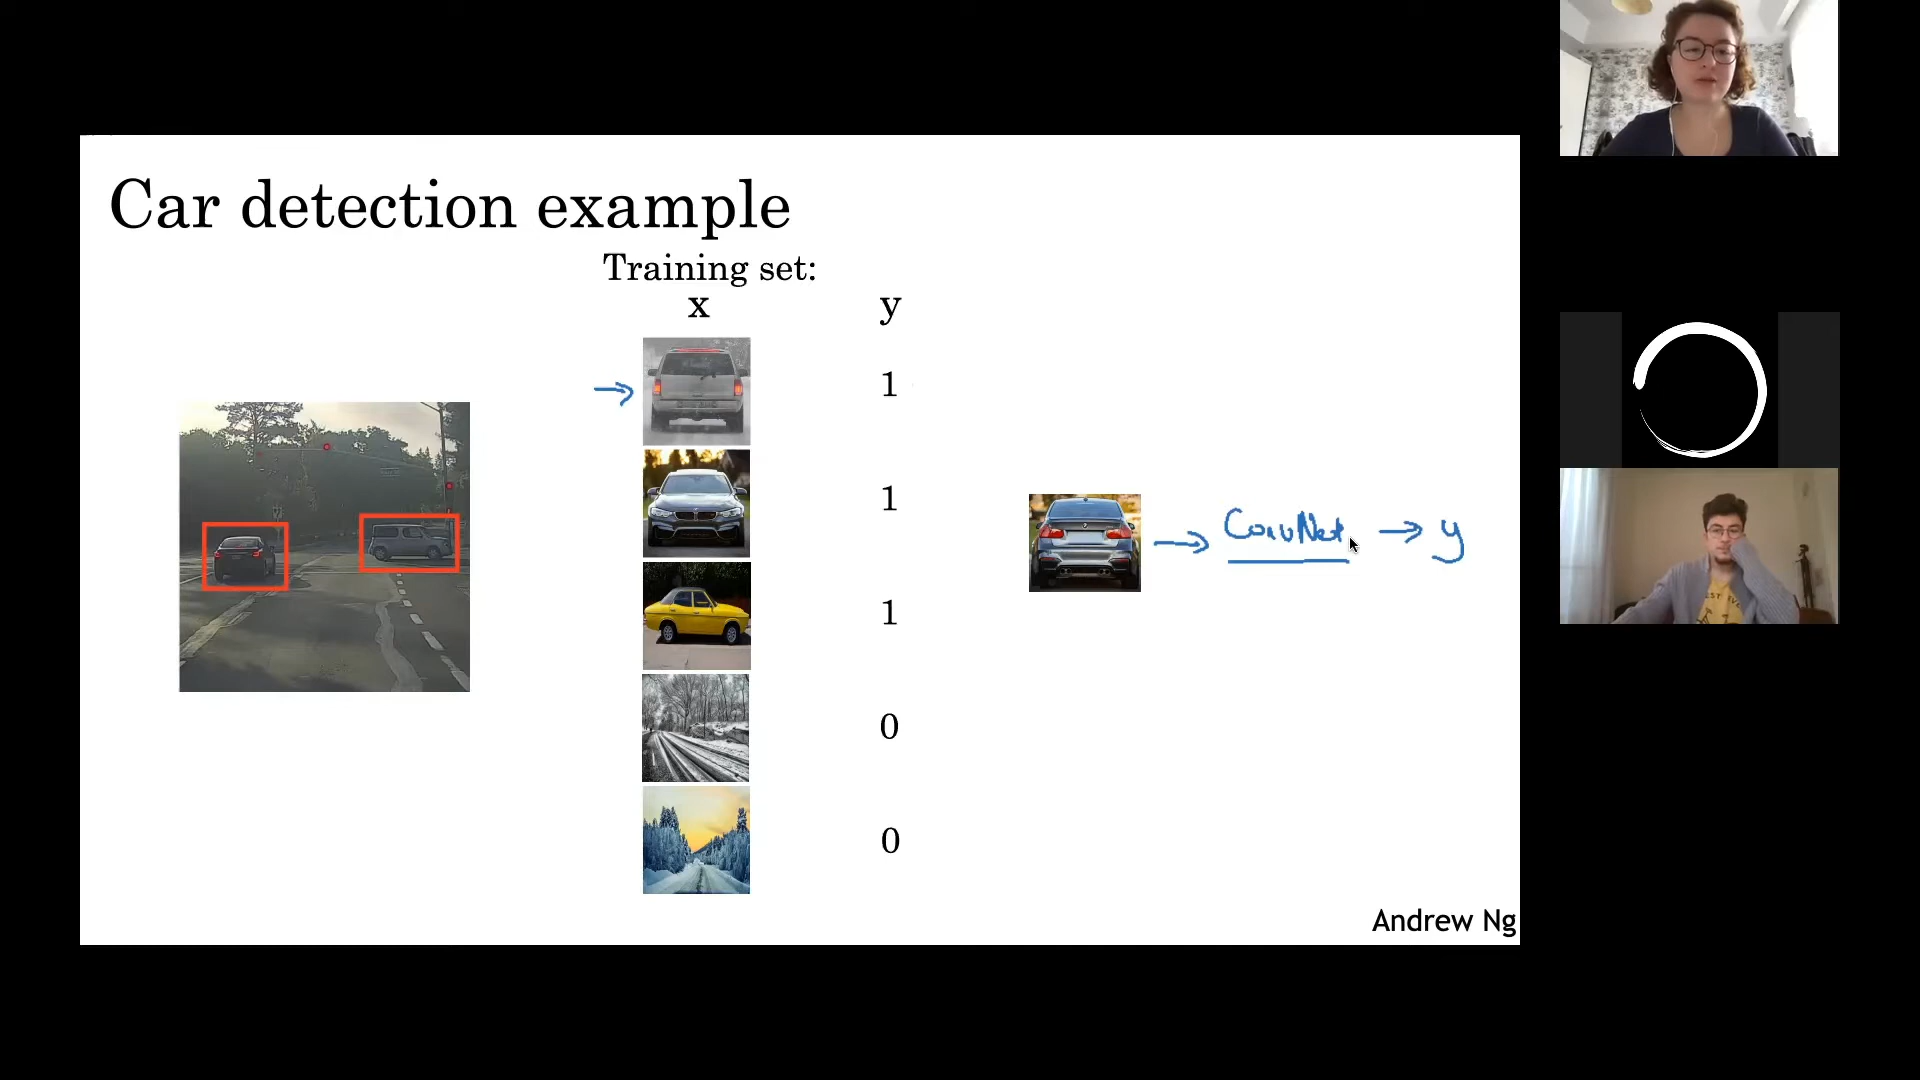 Car detection example
Training set:
x y
1
1
1
0
0
→ ConvNet → y
Andrew Ng